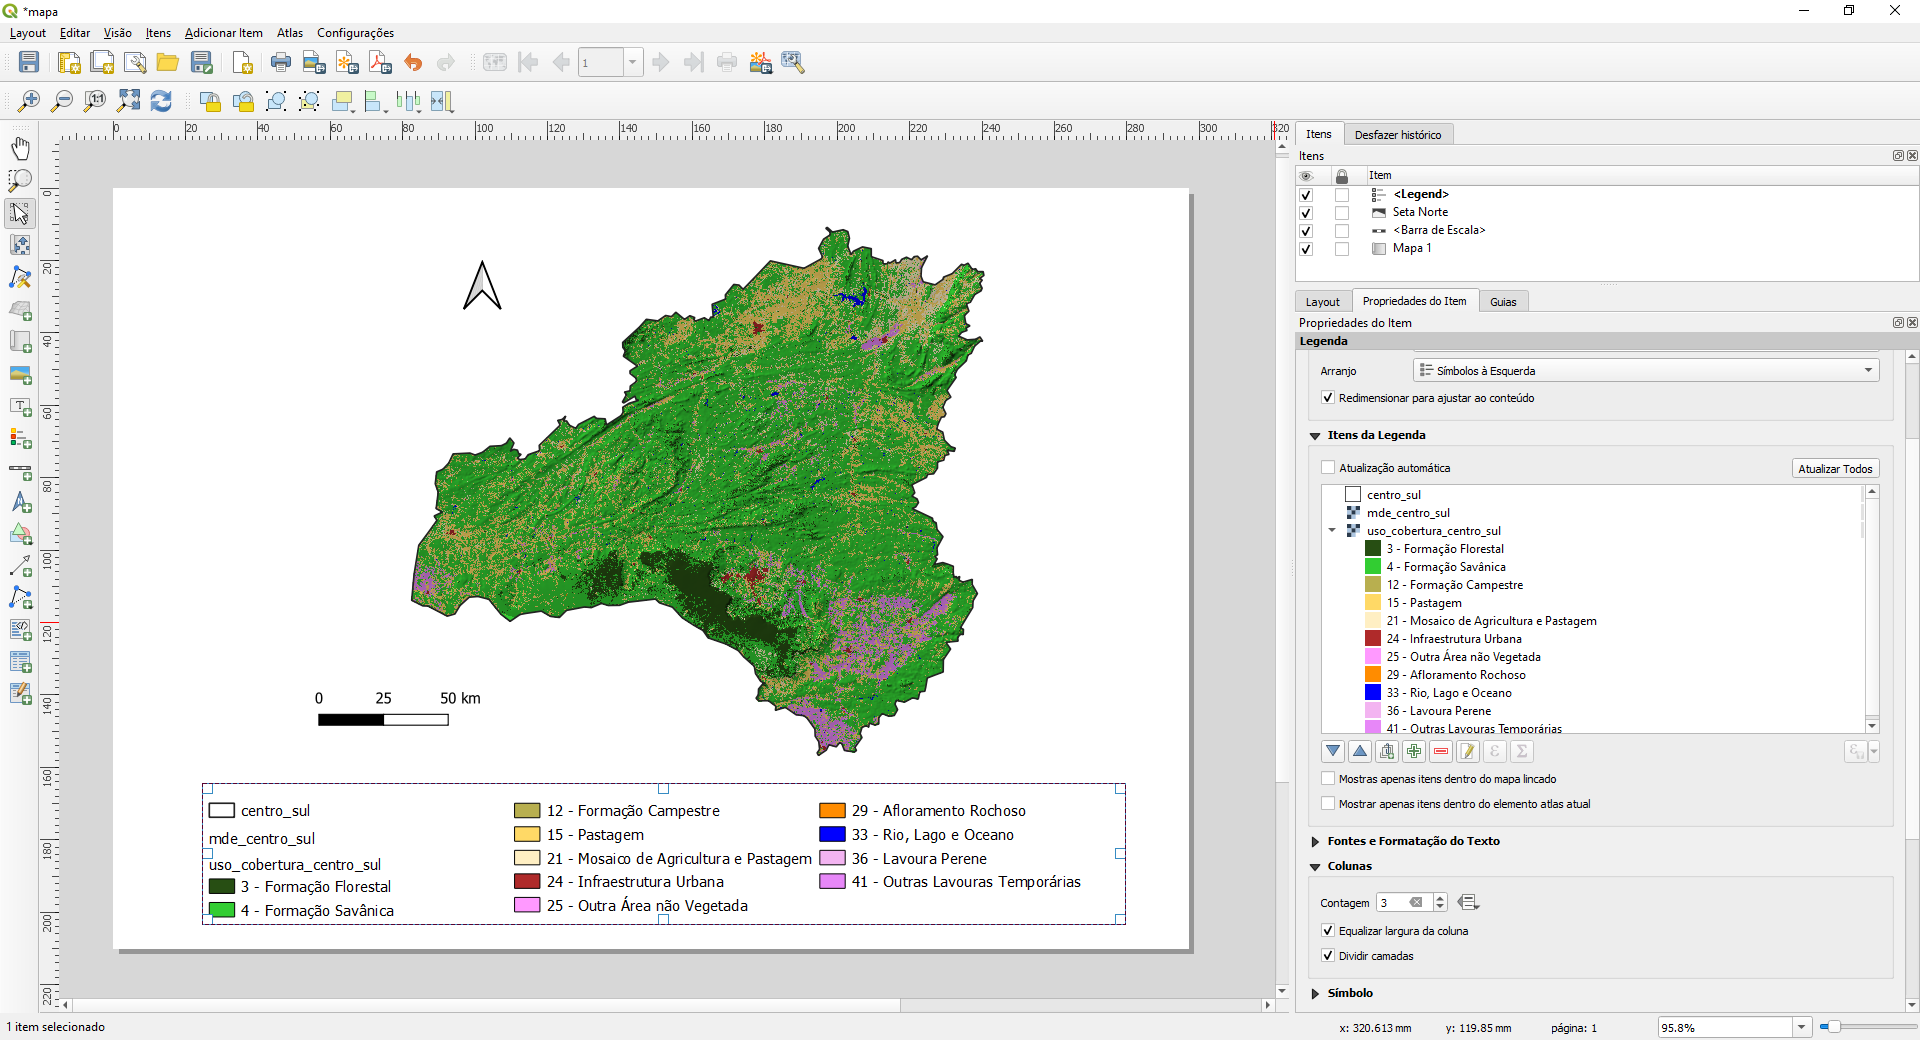 *mapa
Layout Editar Visão Itens Adicionar Item Atlas Configurações
1
1:1
0 20 40 60 80 100 120 140 160 180 200 220 240 260 280 300 320
0
20
40
60
80
100
120
140
160
180
200
220
0 25 50 km
centro_sul
mde_centro_sul
uso_cobertura_centro_sul
3 - Formação Florestal
4 - Formação Savânica
12 - Formação Campestre
15 - Pastagem
21 - Mosaico de Agricultura e Pastagem
24 - Infraestrutura Urbana
25 - Outra Área não Vegetada
29 - Afloramento Rochoso
33 - Rio, Lago e Oceano
36 - Lavoura Perene
41 - Outras Lavouras Temporárias
Itens Desfazer histórico
Itens
Item
<Legend>
Seta Norte
<Barra de Escala>
Mapa 1
Layout Propriedades do Item Guias
Propriedades do Item
Legenda
Arranjo Símbolos à Esquerda
Redimensionar para ajustar ao conteúdo
Itens da Legenda
Atualização automática Atualizar Todos
centro_sul
mde_centro_sul
uso_cobertura_centro_sul
3 - Formação Florestal
4 - Formação Savânica
12 - Formação Campestre
15 - Pastagem
21 - Mosaico de Agricultura e Pastagem
24 - Infraestrutura Urbana
25 - Outra Área não Vegetada
29 - Afloramento Rochoso
33 - Rio, Lago e Oceano
36 - Lavoura Perene
41 - Outras Lavouras Temporárias
ε Σ ε
Mostras apenas itens dentro do mapa lincado
Mostrar apenas itens dentro do elemento atlas atual
Fontes e Formatação do Texto
Colunas
Contagem 3
Equalizar largura da coluna
Dividir camadas
Símbolo
1 item selecionado
x: 320.613 mm y: 119.85 mm página: 1 95.8%